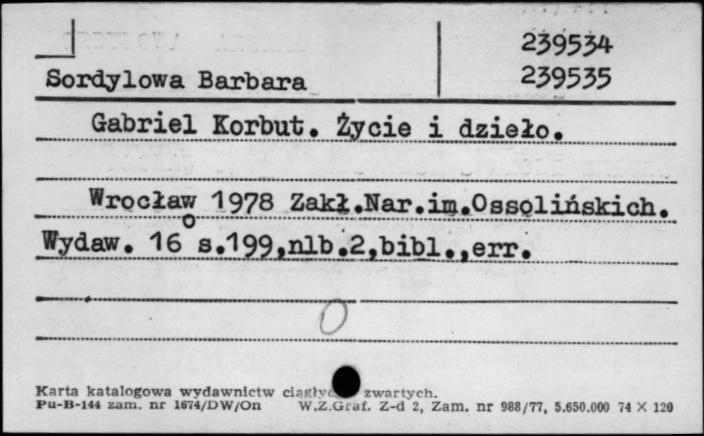 239534
Sordylowa Barbara 239535
Gabriel Korbut. Życie i dzieło.
Wrocław 1978 Zakł.Nar.im.Ossolińskich.
Wydaw. 16° s.199,nlb.2,bibl.,err.
0
Karta katalogowa wydawnictw zwartych.
Pu-B-144 zam. nr 1674/DW/On W.Z.Graf. Z-d 2, Zam. nr 988/77, 5.650.000 74 X 120